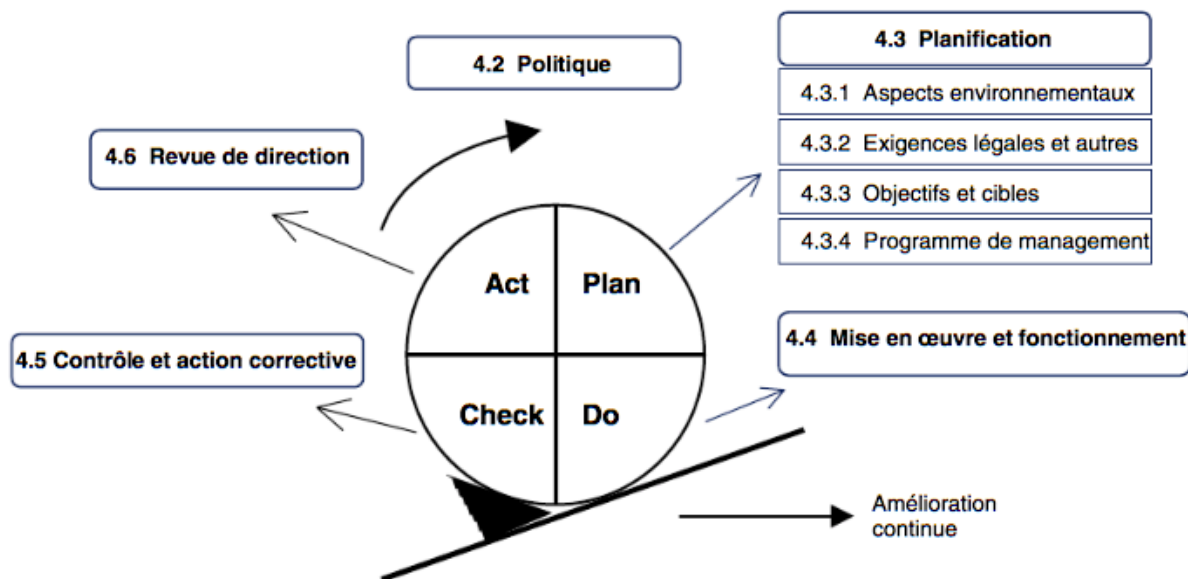 4.2 Politique
4.3 Planification
4.3.1 Aspects environnementaux
4.3.2 Exigences légales et autres
4.3.3 Objectifs et cibles
4.3.4 Programme de management
4.6 Revue de direction
Act
Plan
4.5 Contrôle et action corrective
4.4 Mise en œuvre et fonctionnement
Check
Do
Amélioration
continue